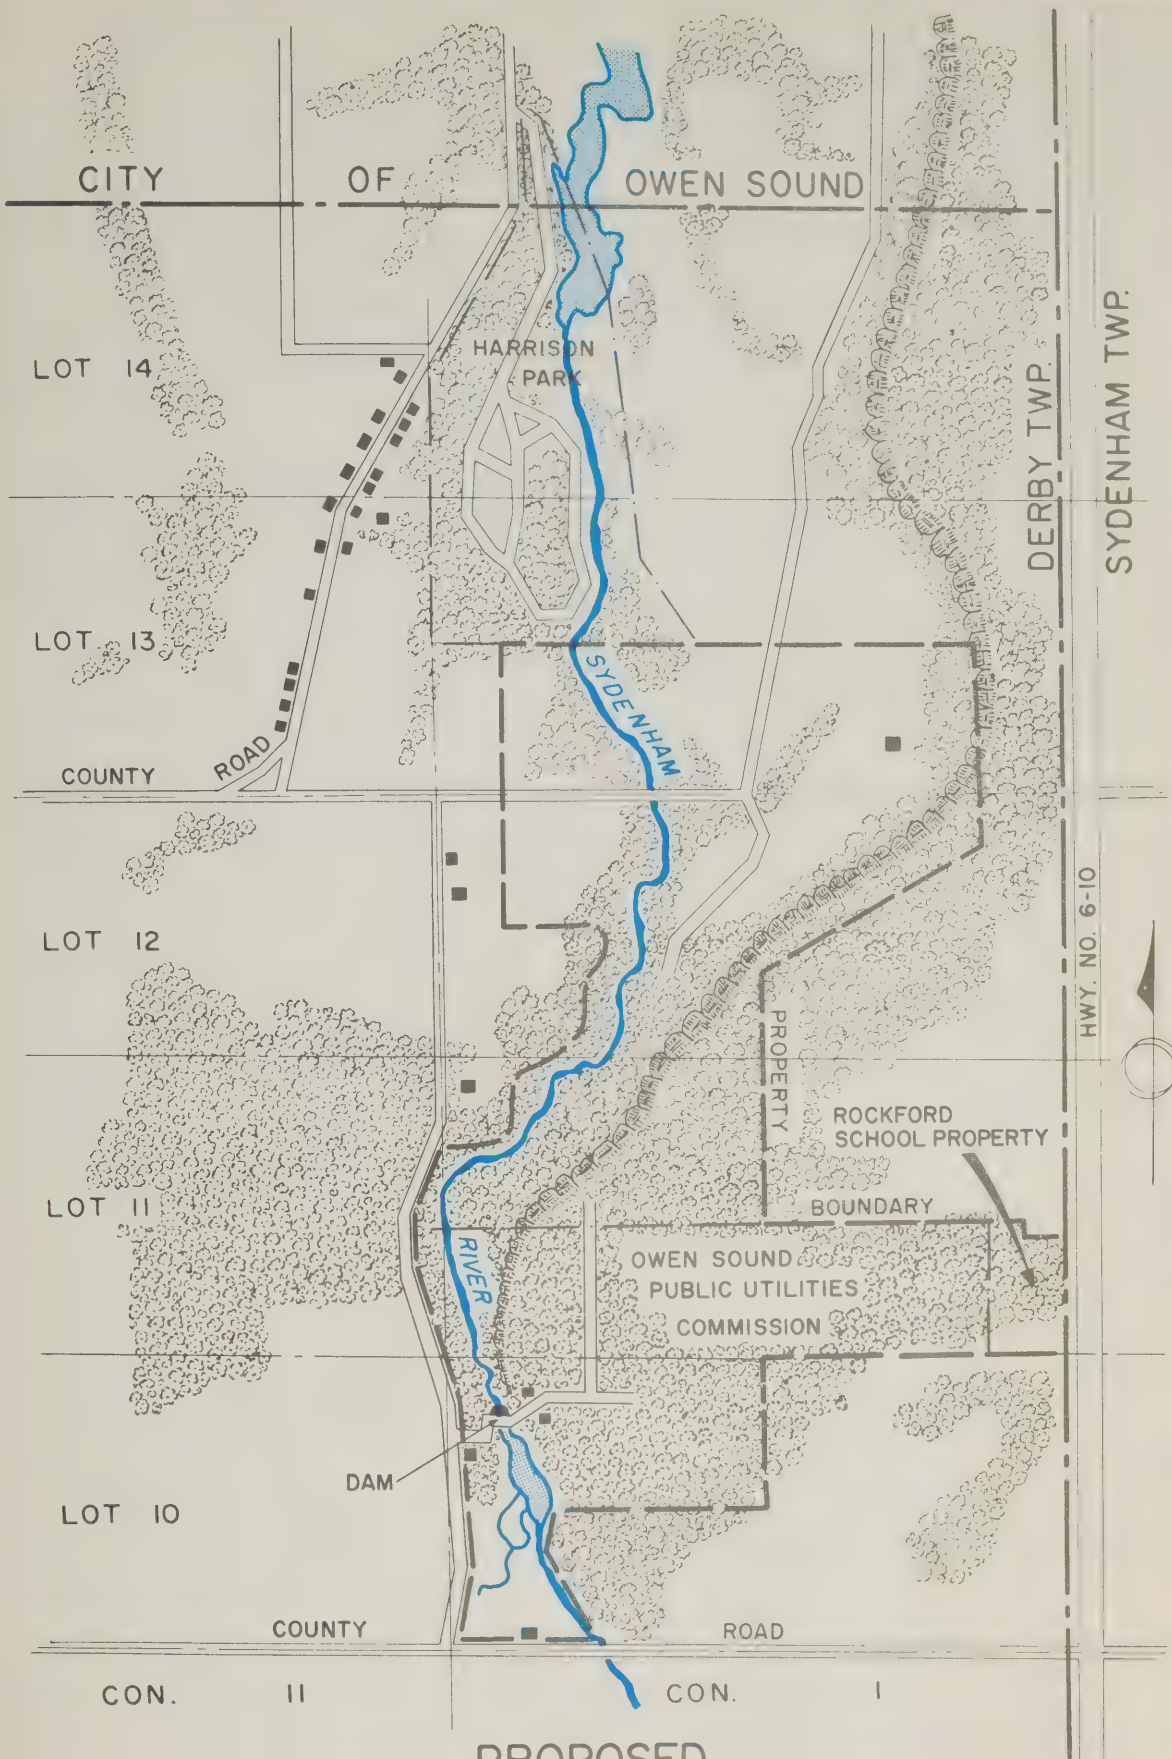 CITY OF OWEN SOUND
LOT 14
HARRISON
PARK
DERBY TWP.
SYDENHAM TWP.
LOT 13
SYDENHAM
COUNTY ROAD
LOT 12
HWY. NO. 6-10
PROPERTY
ROCKFORD
SCHOOL PROPERTY
LOT 11
BOUNDARY
RIVER
OWEN SOUND
PUBLIC UTILITIES
COMMISSION
DAM
LOT 10
COUNTY ROAD
CON. II CON. I
PROPOSED